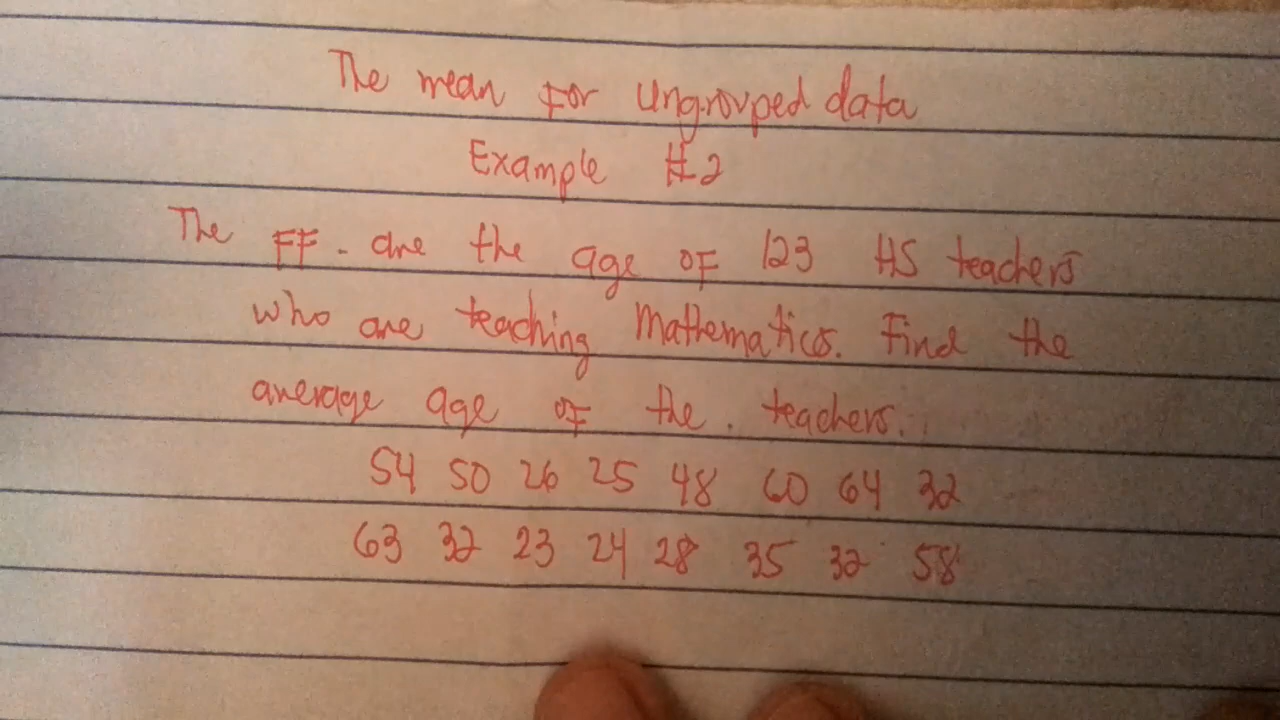 The mean For Ungrouped data
Example #2
The FF. are the age of 123 HS teachers
who are teaching Mathematics. Find the
average age of the teachers.
54 50 26 25 48 60 64 32
63 32 23 24 28 35 32 58